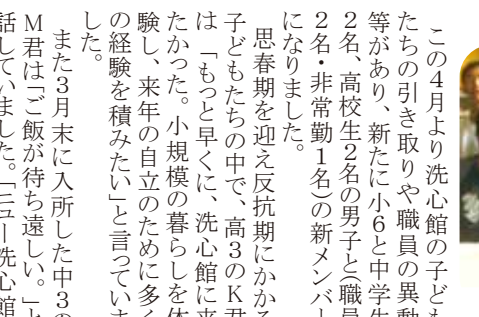 この4月より洗心館の子ども
たちの引き取りや職員の異動
等があり、新たに小6と中学生
2名、高校生2名の男子と(職員
2名・非常勤1名)の新メンバー
になりました。
思春期を迎え反抗期にかかる
子どもたちの中で、高3のK君
は「もっと早くに、洗心館に来
たかった。小規模の暮らしを体
験し、来年の自立のために多く
の経験を積みたい」と言っていま
した。
また3月末に入所した中3の
M君は「ご飯が待ち遠しい。」と
話していました。「ニュー洗心館